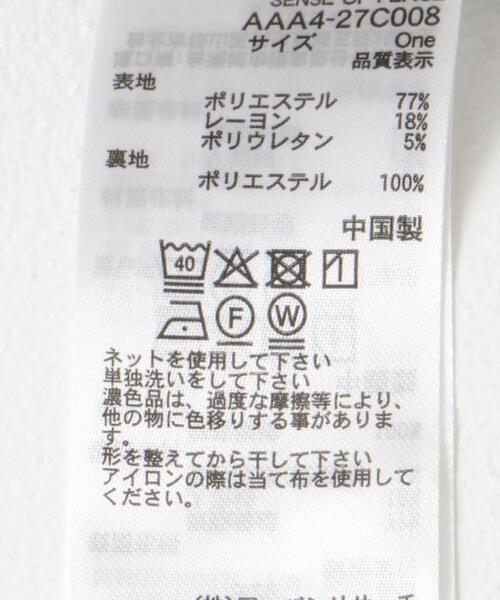 SENSE OF PLACE
AAA4-27C008
サイズ One
品質表示
表地
ポリエステル 77%
レーヨン 18%
ポリウレタン 5%
裏地
ポリエステル 100%
中国製
40
F W
ネットを使用して下さい
単独洗いをして下さい
濃色品は、過度な摩擦等により、
他の物に色移りする事がありま
す。
形を整えてから干して下さい
アイロンの際は当て布を使用して
ください。